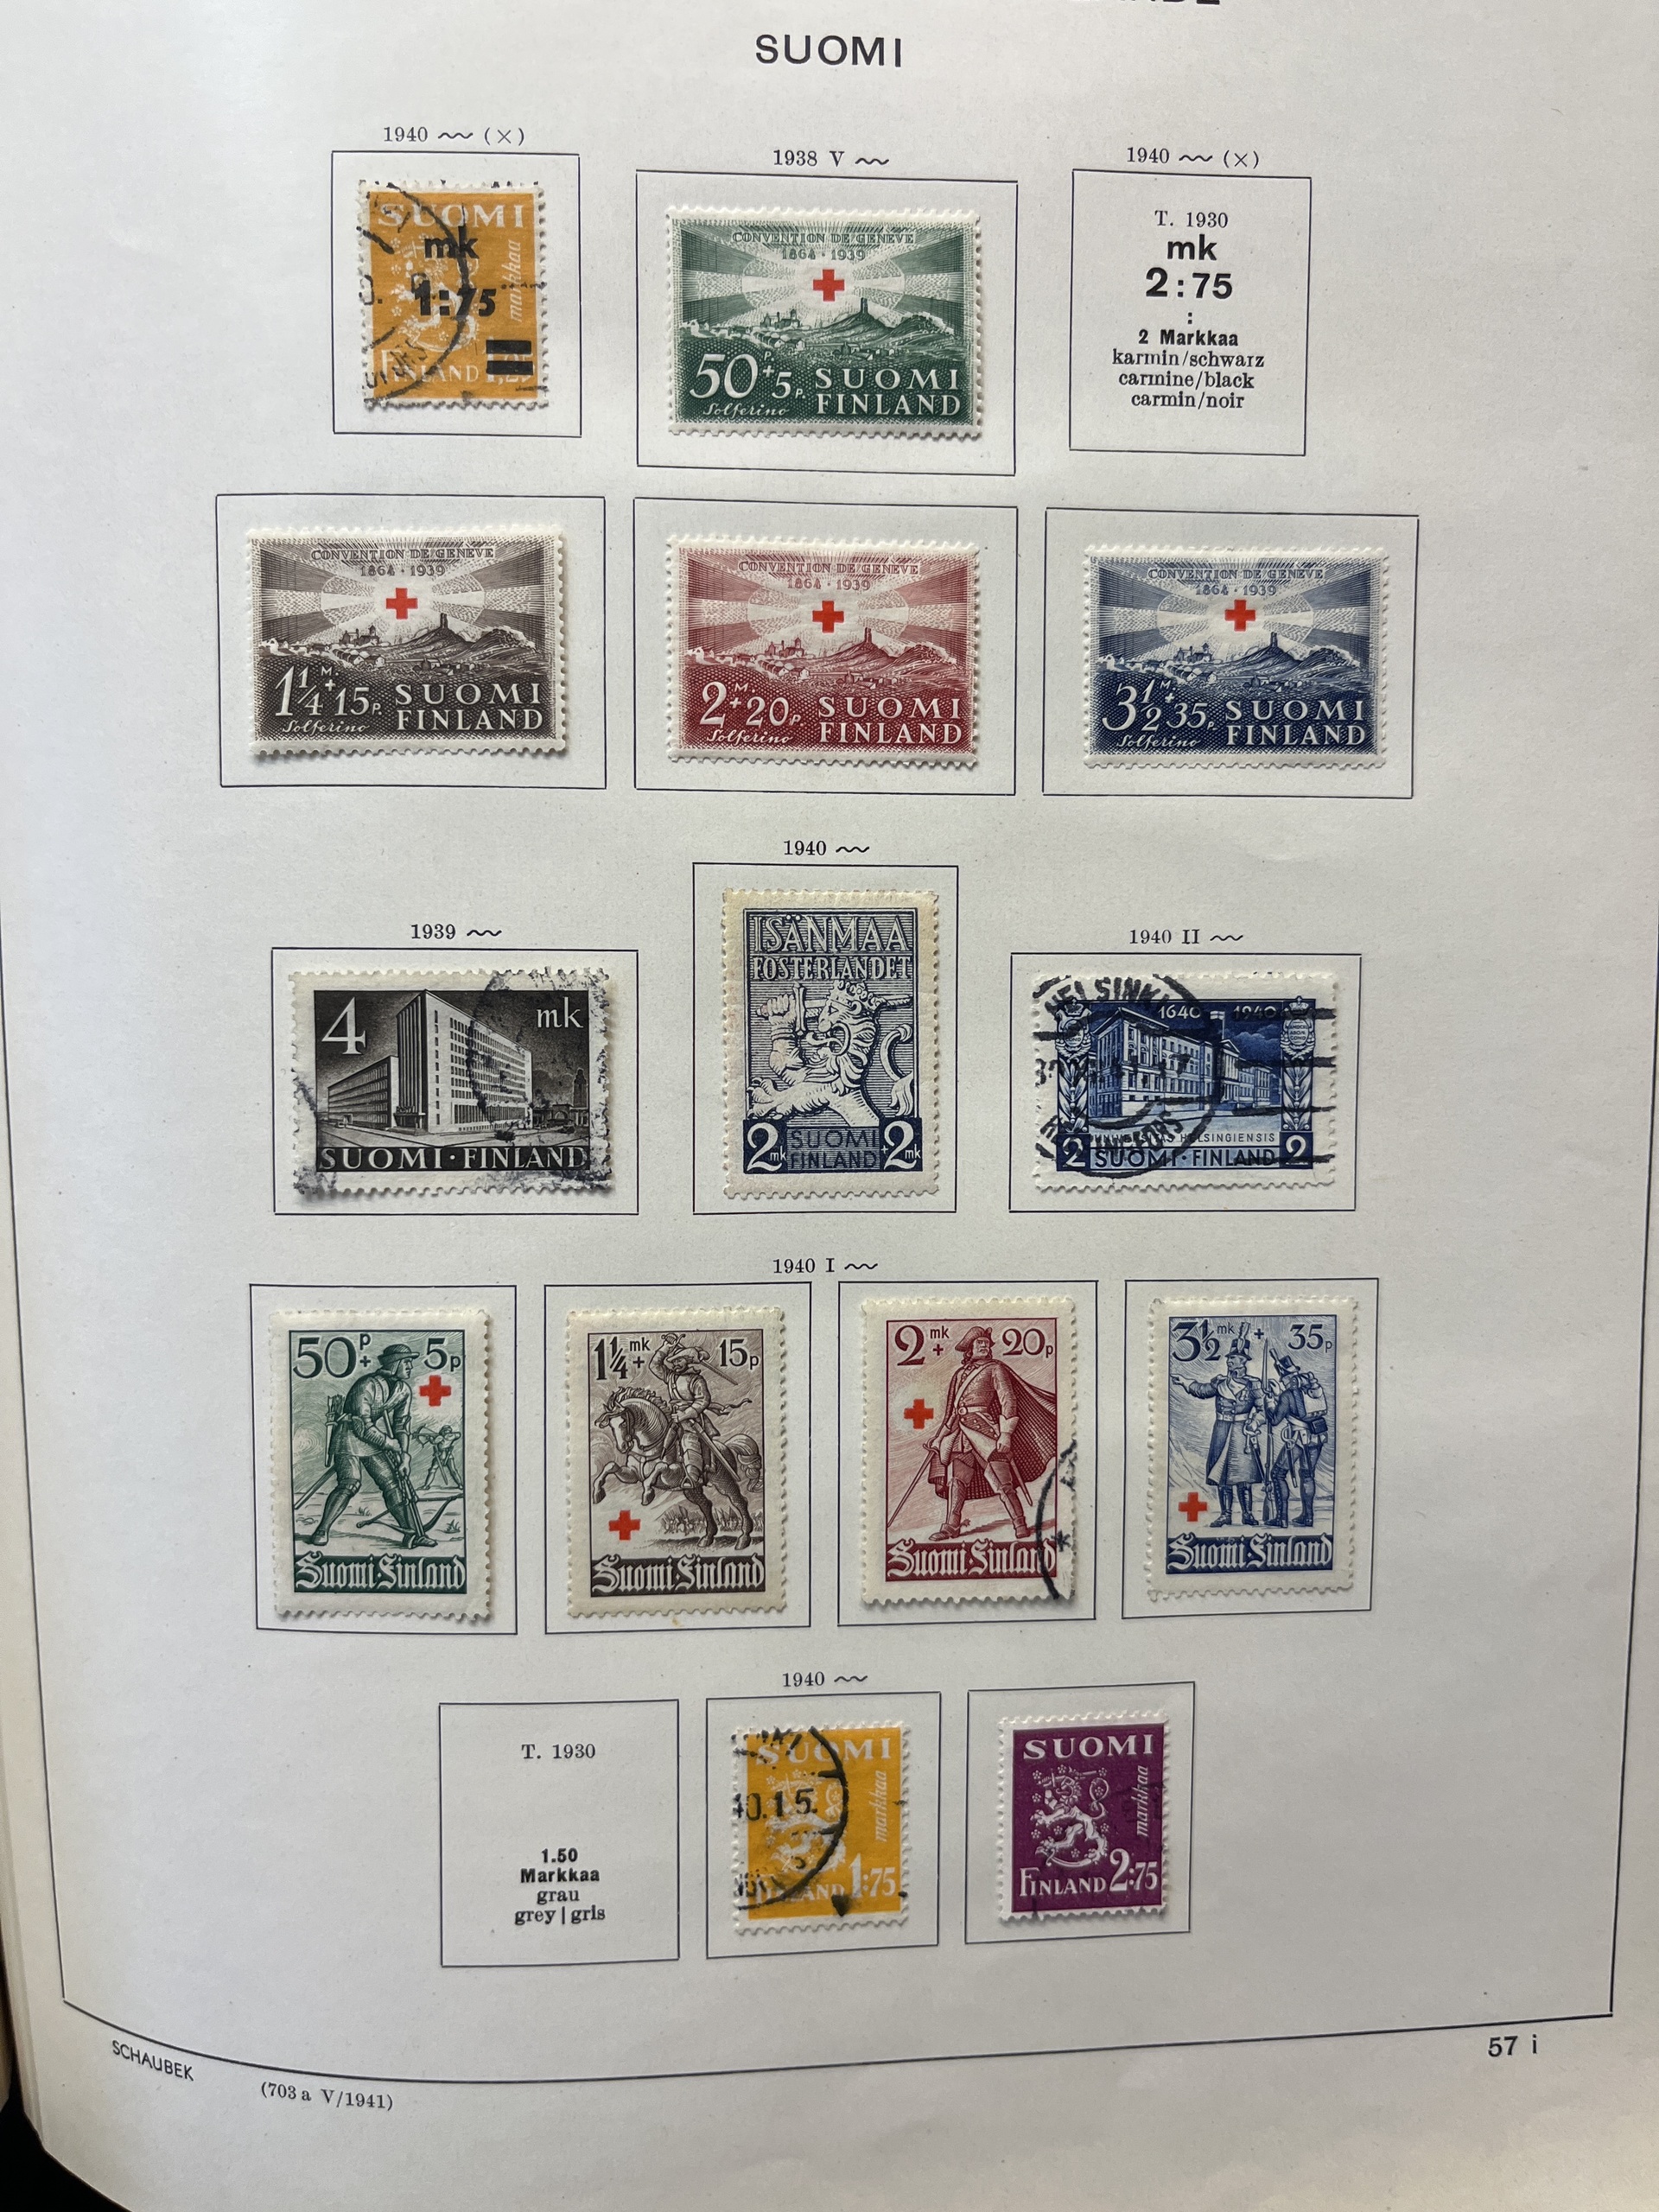 SUOMI
1940 (×)
1938 V
1940 (×)
SUOMI
mk
1:75
markkaa
FINLAND
CONVENTION DE GENEVE
1864 · 1939
50 P. + 5 P. SUOMI
Solferino FINLAND
T. 1930
mk
2:75
:
2 Markkaa
karmin/schwarz
carmine/black
carmin/noir
CONVENTION DE GENEVE
1864 · 1939
1 1/4 M. + 15 P. SUOMI
Solferino FINLAND
CONVENTION DE GENEVE
1864 · 1939
2 M. + 20 P. SUOMI
Solferino FINLAND
CONVENTION DE GENEVE
1864 · 1939
3 1/2 M. + 35 P. SUOMI
Solferino FINLAND
1939
1940
1940 II
4 mk
SUOMI · FINLAND
ISÄNMAA
FOSTERLANDET
2 mk SUOMI + 2 mk
FINLAND
HELSINKI
1640 1940
UNIVERSITAS HELSINGIENSIS
2 SUOMI · FINLAND 2
1940 I
50 P + 5 P
Suomi·Finland
1 1/4 mk + 15 P
Suomi·Finland
2 mk + 20 P
Suomi·Finland
3 1/2 mk + 35 P
Suomi·Finland
1940
T. 1930
1.50
Markkaa
grau
grey | gris
SUOMI
markkaa
40.1.5.
1:75
SUOMI
markkaa
FINLAND 2:75
SCHAUBEK
(703 a V/1941)
57 i